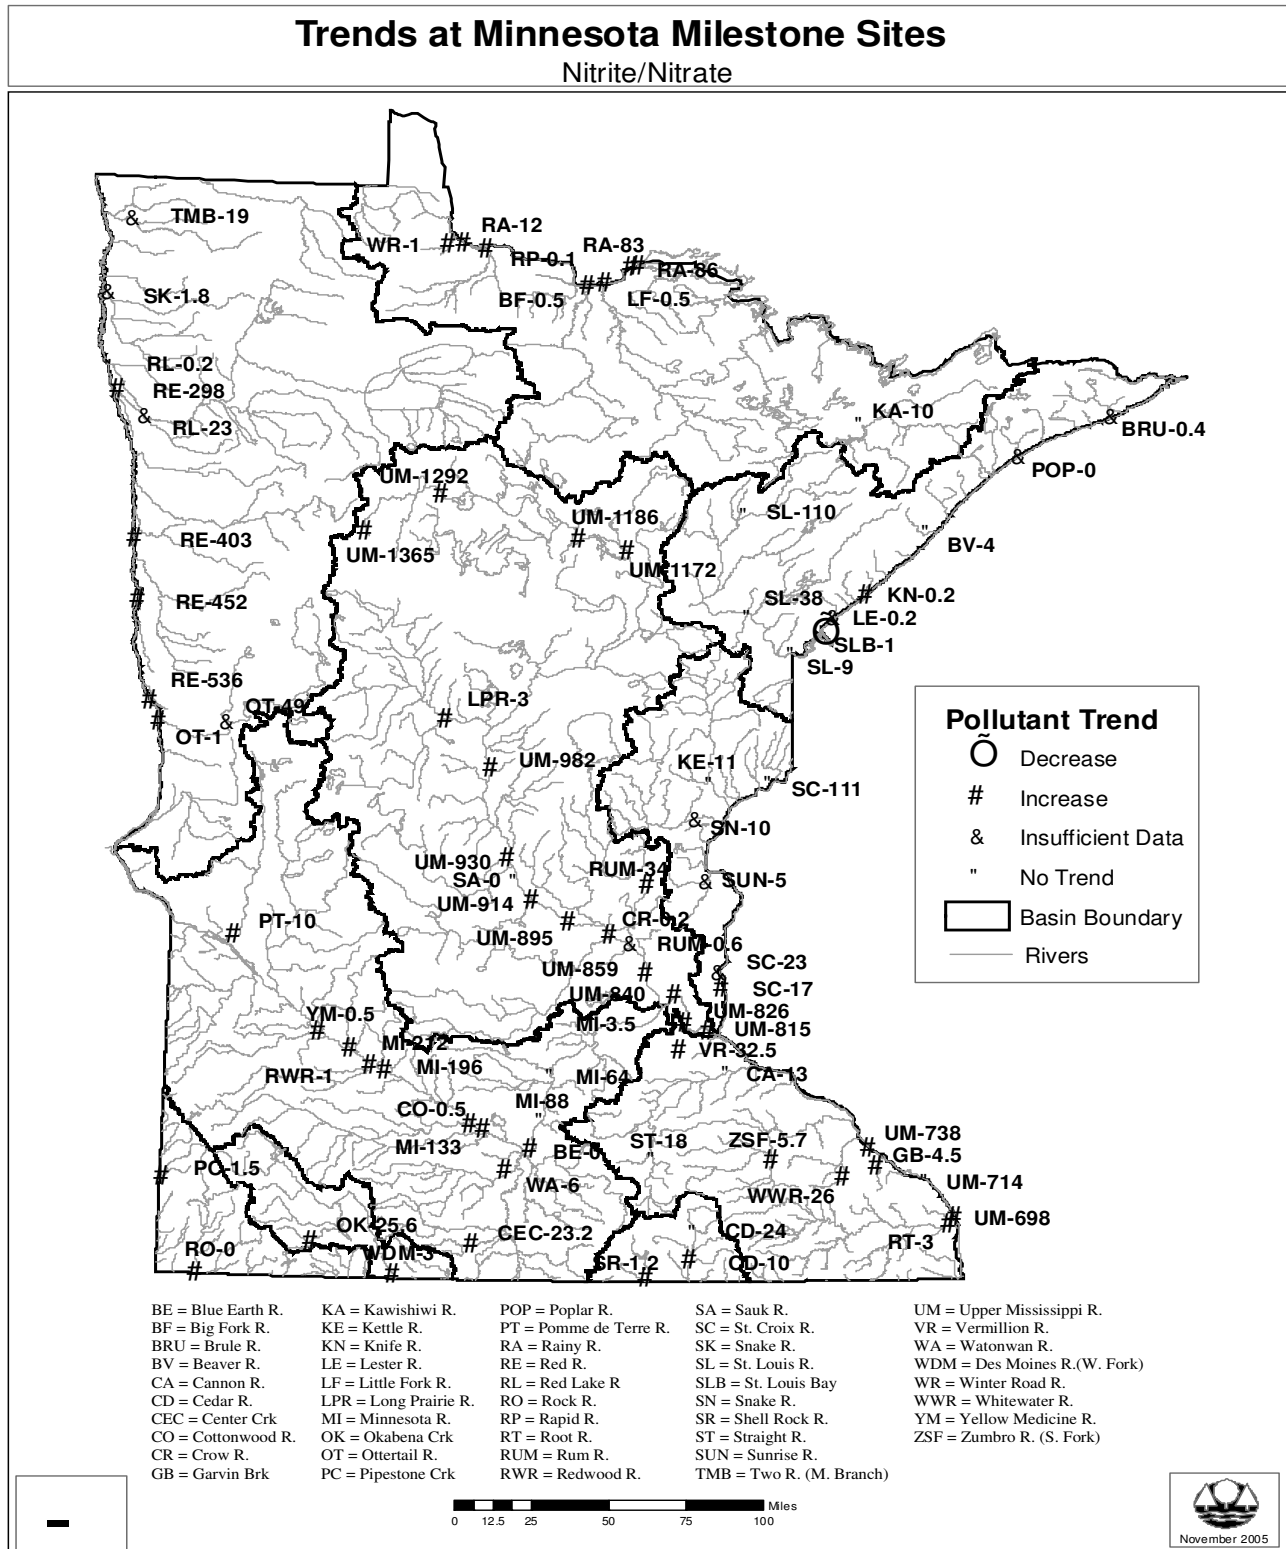 Trends at Minnesota Milestone Sites
Nitrite/Nitrate
TMB-19
RA-12
WR-1
RA-83
RP-0.1
RA-86
SK-1.8
BF-0.5
LF-0.5
RL-0.2
RE-298
RL-23
KA-10
BRU-0.4
POP-0
UM-1292
SL-110
UM-1186
RE-403
UM-1365
BV-4
UM-1172
RE-452
SL-38
KN-0.2
LE-0.2
SLB-1
SL-9
RE-536
OT-49
LPR-3
OT-1
UM-982
KE-11
SC-111
SN-10
UM-930
RUM-34
SA-0
SUN-5
UM-914
PT-10
CR-0.2
UM-895
RUM-0.6
UM-859
SC-23
UM-840
SC-17
YM-0.5
UM-826
MI-3.5
UM-815
MI-212
VR-32.5
RWR-1
MI-196
MI-64
CA-13
CO-0.5
MI-88
MI-133
ST-18
ZSF-5.7
UM-738
BE-0
GB-4.5
PC-1.5
WA-6
WWR-26
UM-714
OK-25.6
CEC-23.2
CD-24
UM-698
RO-0
WDM-3
SR-1.2
CD-10
RT-3
Pollutant Trend
Õ Decrease
# Increase
& Insufficient Data
" No Trend
Basin Boundary
Rivers
BE = Blue Earth R.
BF = Big Fork R.
BRU = Brule R.
BV = Beaver R.
CA = Cannon R.
CD = Cedar R.
CEC = Center Crk
CO = Cottonwood R.
CR = Crow R.
GB = Garvin Brk
KA = Kawishiwi R.
KE = Kettle R.
KN = Knife R.
LE = Lester R.
LF = Little Fork R.
LPR = Long Prairie R.
MI = Minnesota R.
OK = Okabena Crk
OT = Ottertail R.
PC = Pipestone Crk
POP = Poplar R.
PT = Pomme de Terre R.
RA = Rainy R.
RE = Red R.
RL = Red Lake R
RO = Rock R.
RP = Rapid R.
RT = Root R.
RUM = Rum R.
RWR = Redwood R.
SA = Sauk R.
SC = St. Croix R.
SK = Snake R.
SL = St. Louis R.
SLB = St. Louis Bay
SN = Snake R.
SR = Shell Rock R.
ST = Straight R.
SUN = Sunrise R.
TMB = Two R. (M. Branch)
UM = Upper Mississippi R.
VR = Vermillion R.
WA = Watonwan R.
WDM = Des Moines R.(W. Fork)
WR = Winter Road R.
WWR = Whitewater R.
YM = Yellow Medicine R.
ZSF = Zumbro R. (S. Fork)
Miles
0 12.5 25 50 75 100
November 2005